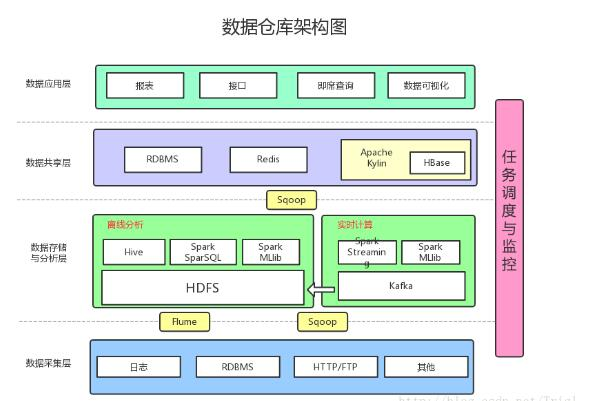 数据仓库架构图
数据应用层
报表
接口
即席查询
数据可视化
数据共享层
RDBMS
Redis
Apache
Kylin
HBase
Sqoop
任务调度与监控
离线分析
实时计算
数据存储
与分析层
Hive
Spark
SparSQL
Spark
MLlib
Spark
Streamin
g
Spark
MLlib
HDFS
Kafka
Flume
Sqoop
数据采集层
日志
RDBMS
HTTP/FTP
其他